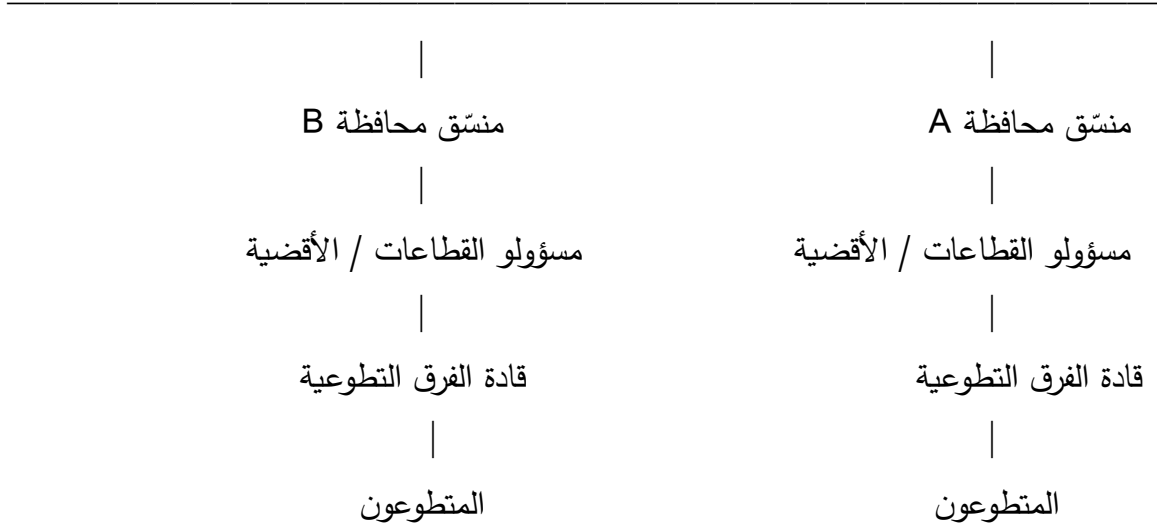 منسّق محافظة A منسّق محافظة B
مسؤولو القطاعات / الأقضية مسؤولو القطاعات / الأقضية
قادة الفرق التطوعية قادة الفرق التطوعية
المتطوعون المتطوعون